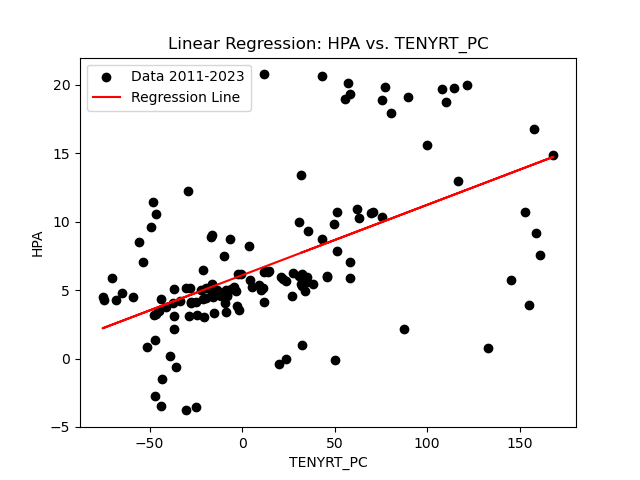 Linear Regression: HPA vs. TENYRT_PC
Data 2011-2023
Regression Line
HPA
20
15
10
5
0
−5
−50
0
50
100
150
TENYRT_PC